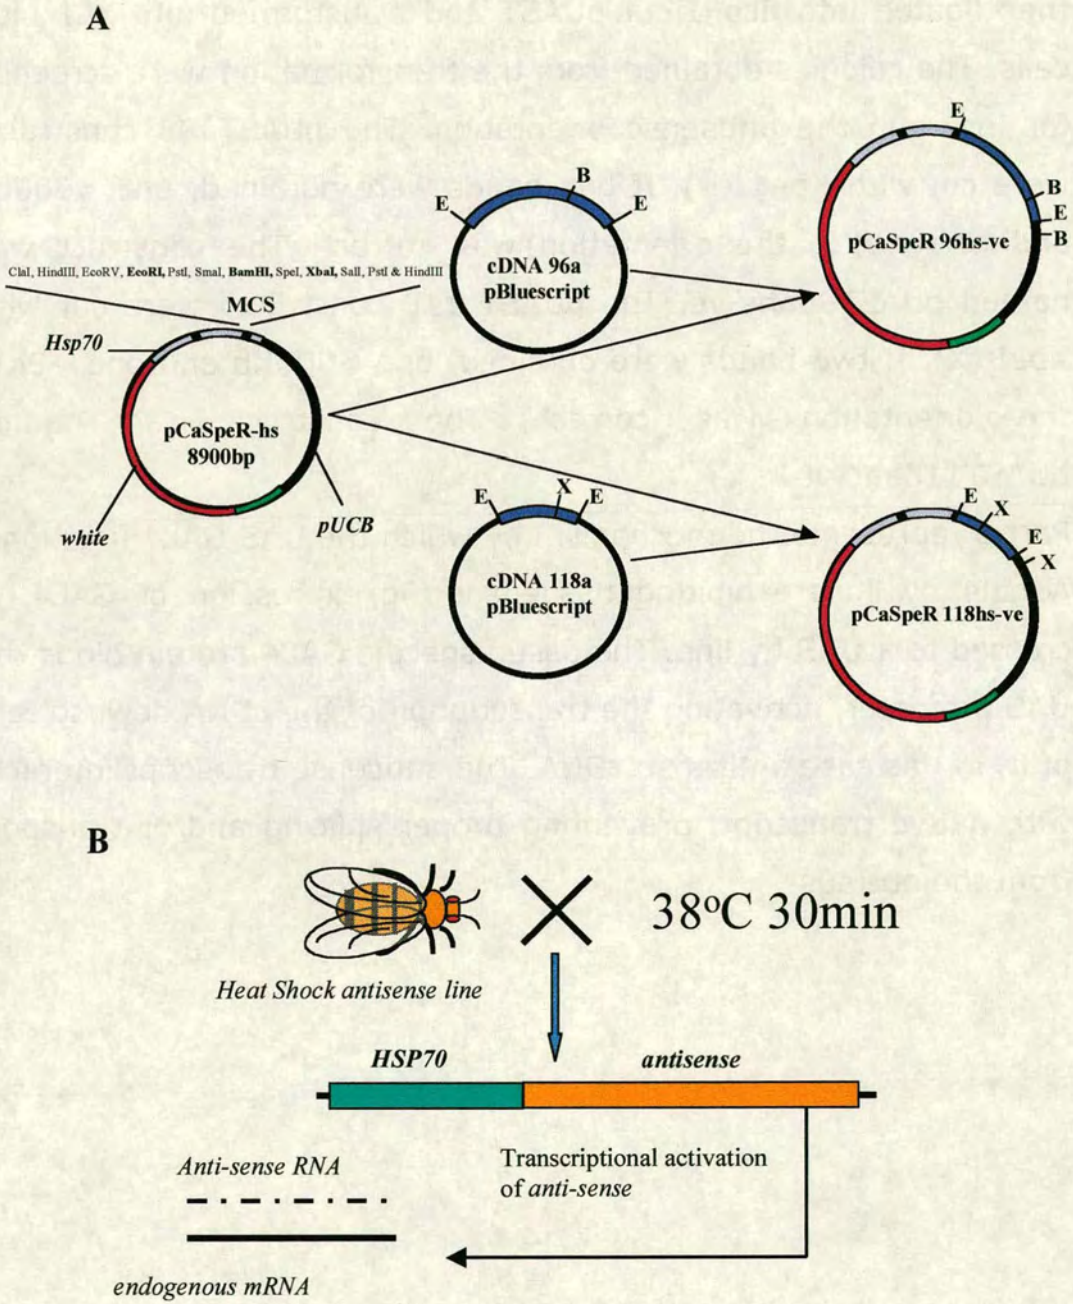 A
E
B
E
cDNA 96a
pBluescript
E
B
E
B
pCaSpeR 96hs-ve
ClaI, HindIII, EcoRV, EcoRI, PstI, SmaI, BamHI, SpeI, XbaI, SalI, PstI & HindIII
MCS
Hsp70
pCaSpeR-hs
8900bp
white
pUCB
E
X
E
cDNA 118a
pBluescript
E
X
E
X
pCaSpeR 118hs-ve
B
38°C 30min
Heat Shock antisense line
HSP70
antisense
Anti-sense RNA
Transcriptional activation
of anti-sense
endogenous mRNA